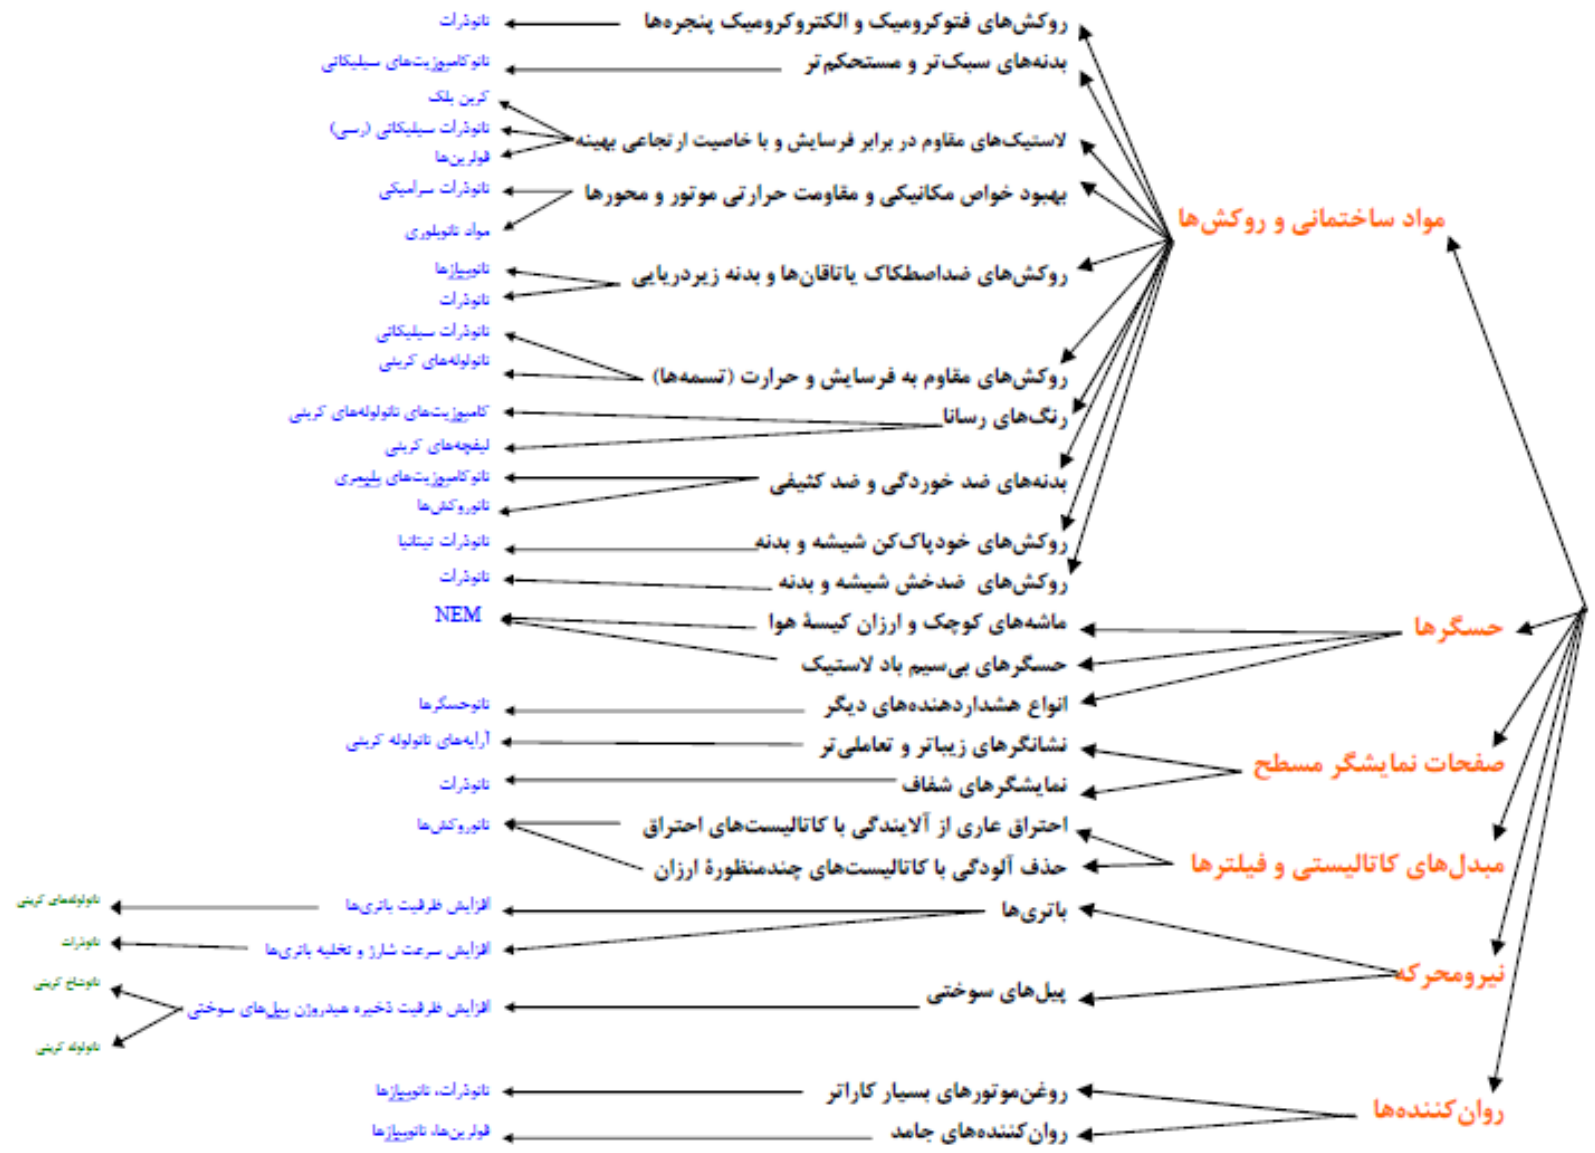 مواد ساختمانی و روکش‌ها
روکش‌های فتوکرومیک و الکتروکرومیک پنجره‌ها
نانوذرات
بدنه‌های سبک‌تر و مستحکم‌تر
نانوکامپوزیت‌های سیلیکاتی
لاستیک‌های مقاوم در برابر فرسایش و با خاصیت ارتجاعی بهینه
کربن بلک
نانوذرات سیلیکاتی (رسی)
فولرین‌ها
بهبود خواص مکانیکی و مقاومت حرارتی موتور و محورها
نانوذرات سرامیکی
مواد نانوبلوری
روکش‌های ضداصطکاک یاتاقان‌ها و بدنه زیردریایی
نانوپیازها
نانوذرات
روکش‌های مقاوم به فرسایش و حرارت (تسمه‌ها)
نانوذرات سیلیکاتی
نانولوله‌های کربنی
رنگ‌های رسانا
کامپوزیت‌های نانولوله‌های کربنی
لیفچه‌های کربنی
بدنه‌های ضد خوردگی و ضد کثیفی
نانوکامپوزیت‌های پلیمری
نانوروکش‌ها
روکش‌های خودپاک‌کن شیشه و بدنه
نانوذرات تیتانیا
روکش‌های ضدخش شیشه و بدنه
نانوذرات
حسگرها
ماشه‌های کوچک و ارزان کیسهٔ هوا
NEM
حسگرهای بی‌سیم باد لاستیک
انواع هشداردهنده‌های دیگر
نانوحسگرها
صفحات نمایشگر مسطح
نشانگرهای زیباتر و تعاملی‌تر
آرایه‌های نانولوله کربنی
نمایشگرهای شفاف
نانوذرات
مبدل‌های کاتالیستی و فیلترها
احتراق عاری از آلایندگی با کاتالیست‌های احتراق
نانوروکش‌ها
حذف آلودگی با کاتالیست‌های چندمنظورهٔ ارزان
نیرومحرکه
باتری‌ها
افزایش ظرفیت باتری‌ها
نانولوله‌های کربنی
افزایش سرعت شارژ و تخلیه باتری‌ها
نانوذرات
پیل‌های سوختی
افزایش ظرفیت ذخیره هیدروژن پیل‌های سوختی
نانوشاخ کربنی
نانولوله کربنی
روان‌کننده‌ها
روغن‌موتورهای بسیار کاراتر
نانوذرات، نانوپیازها
روان‌کننده‌های جامد
فولرین‌ها، نانوپیازها